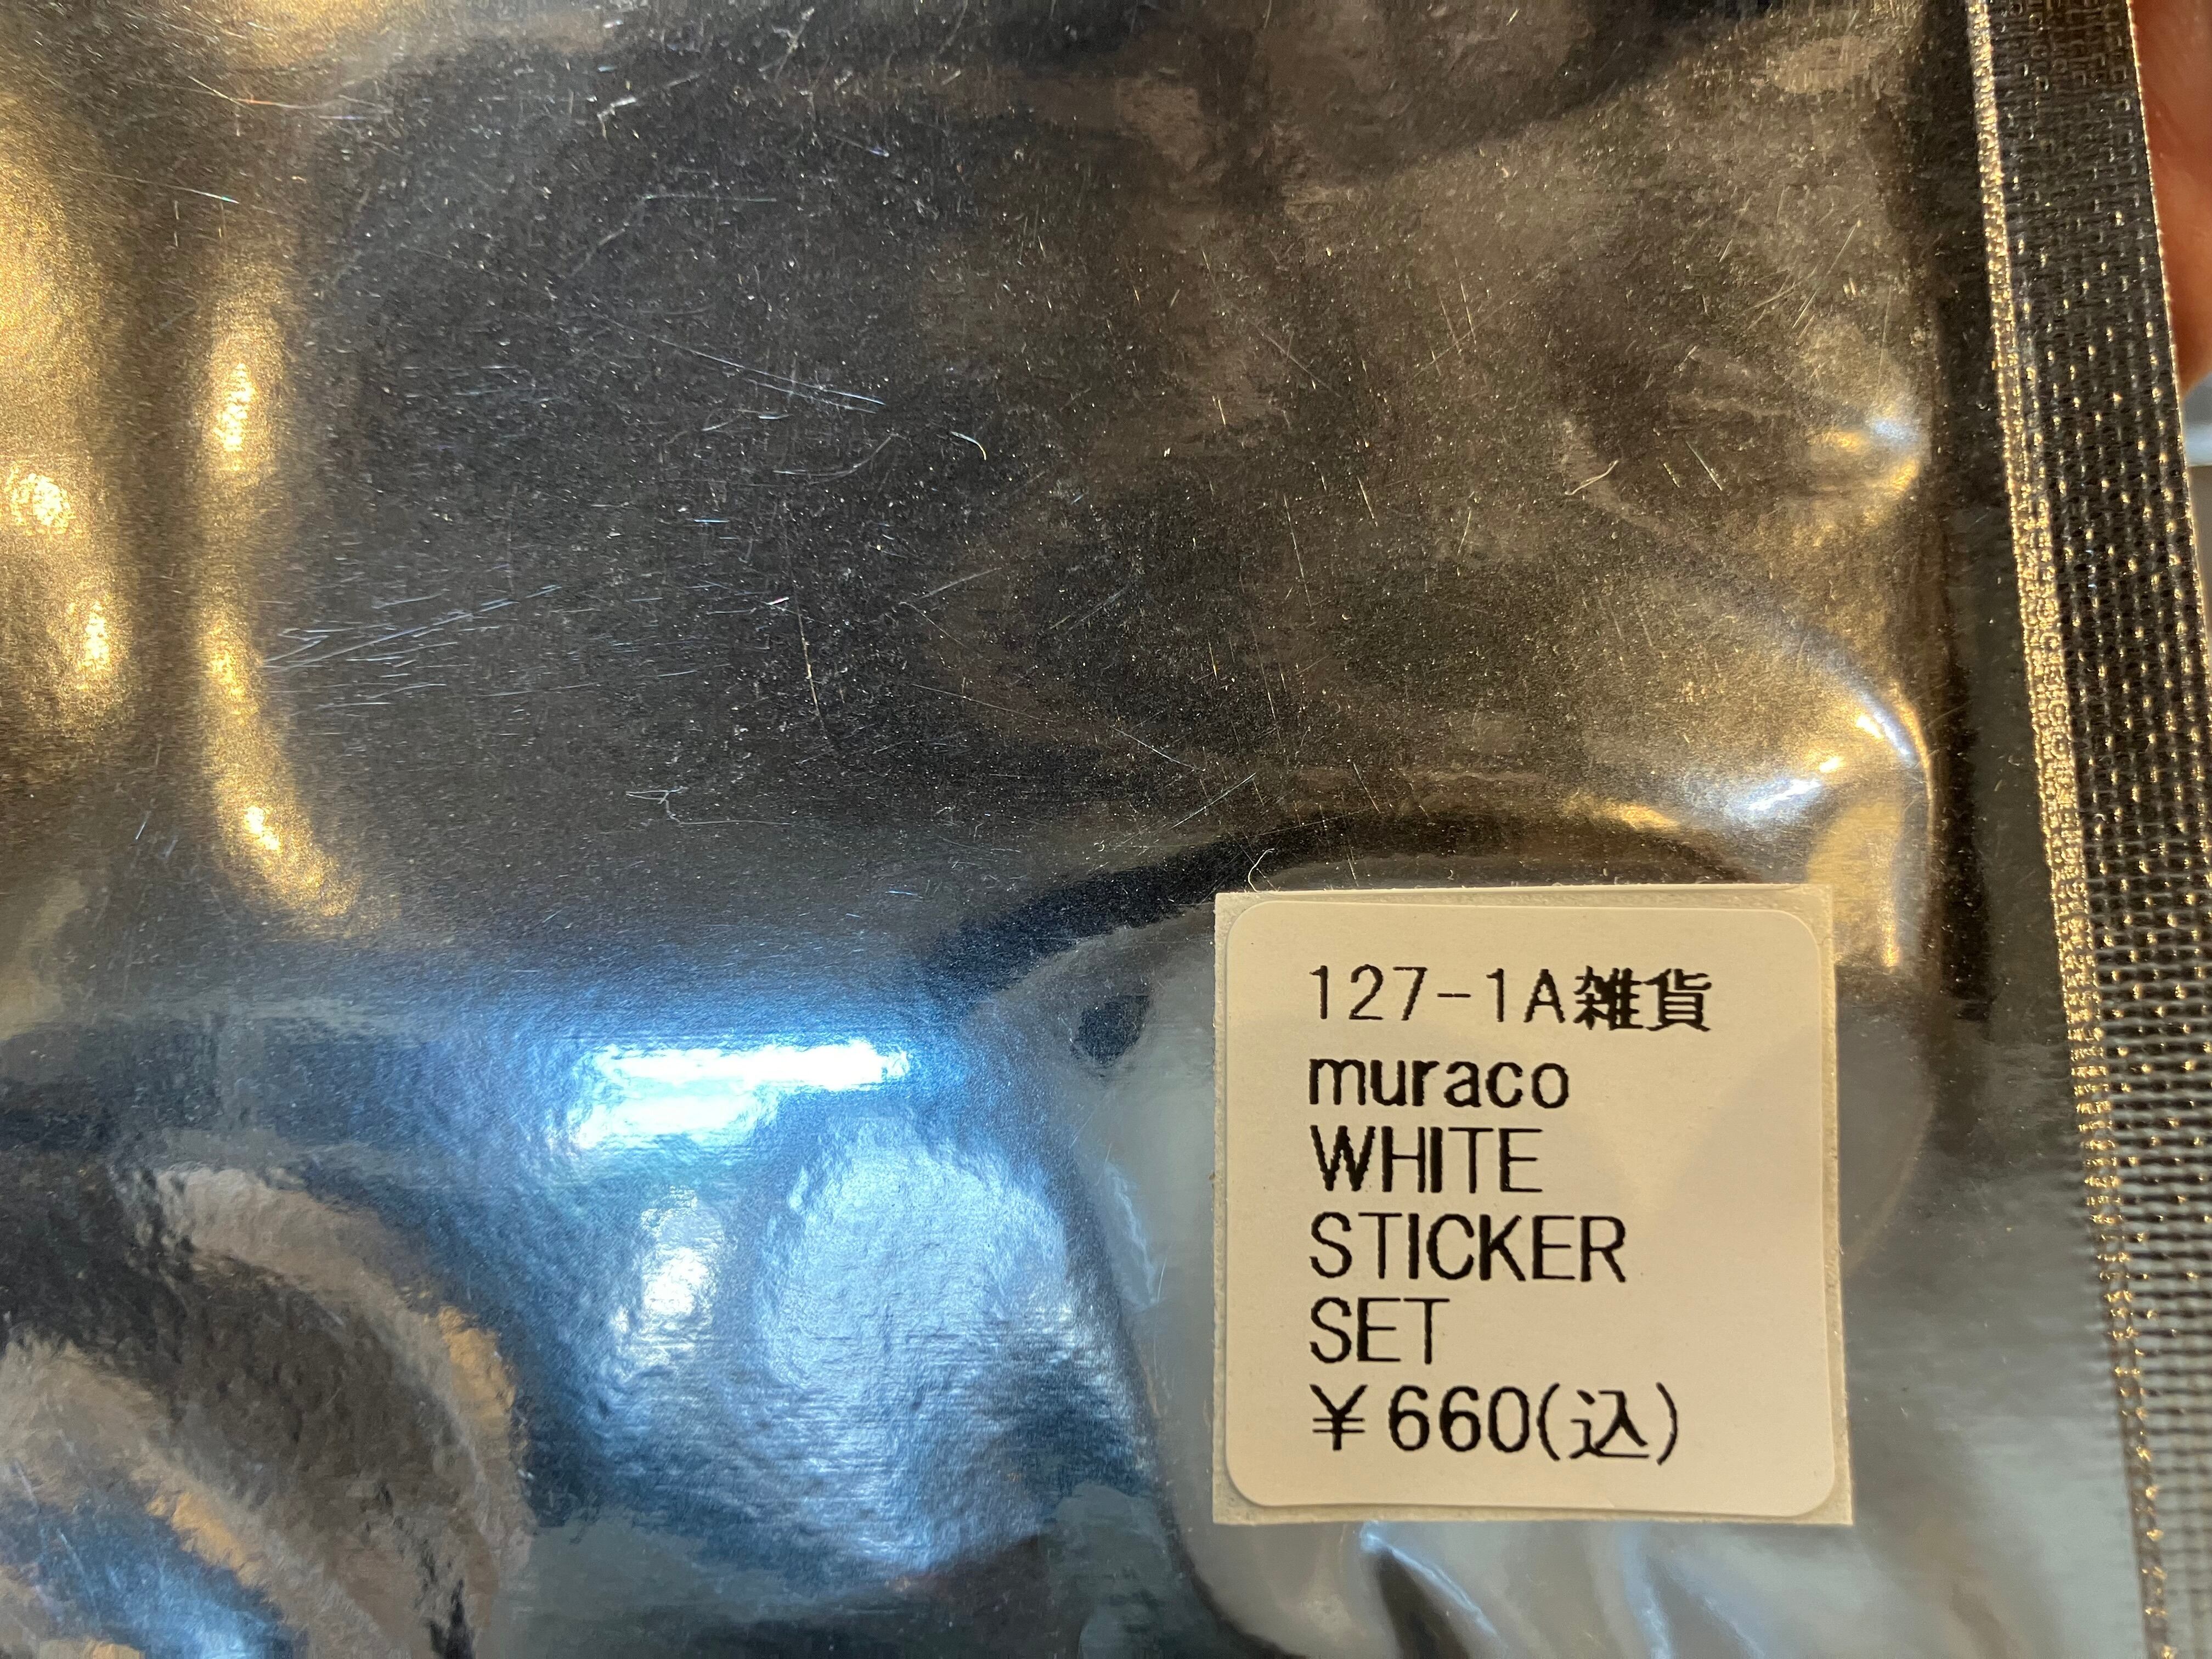 127-1A雑貨
muraco
WHITE
STICKER
SET
￥660(込)